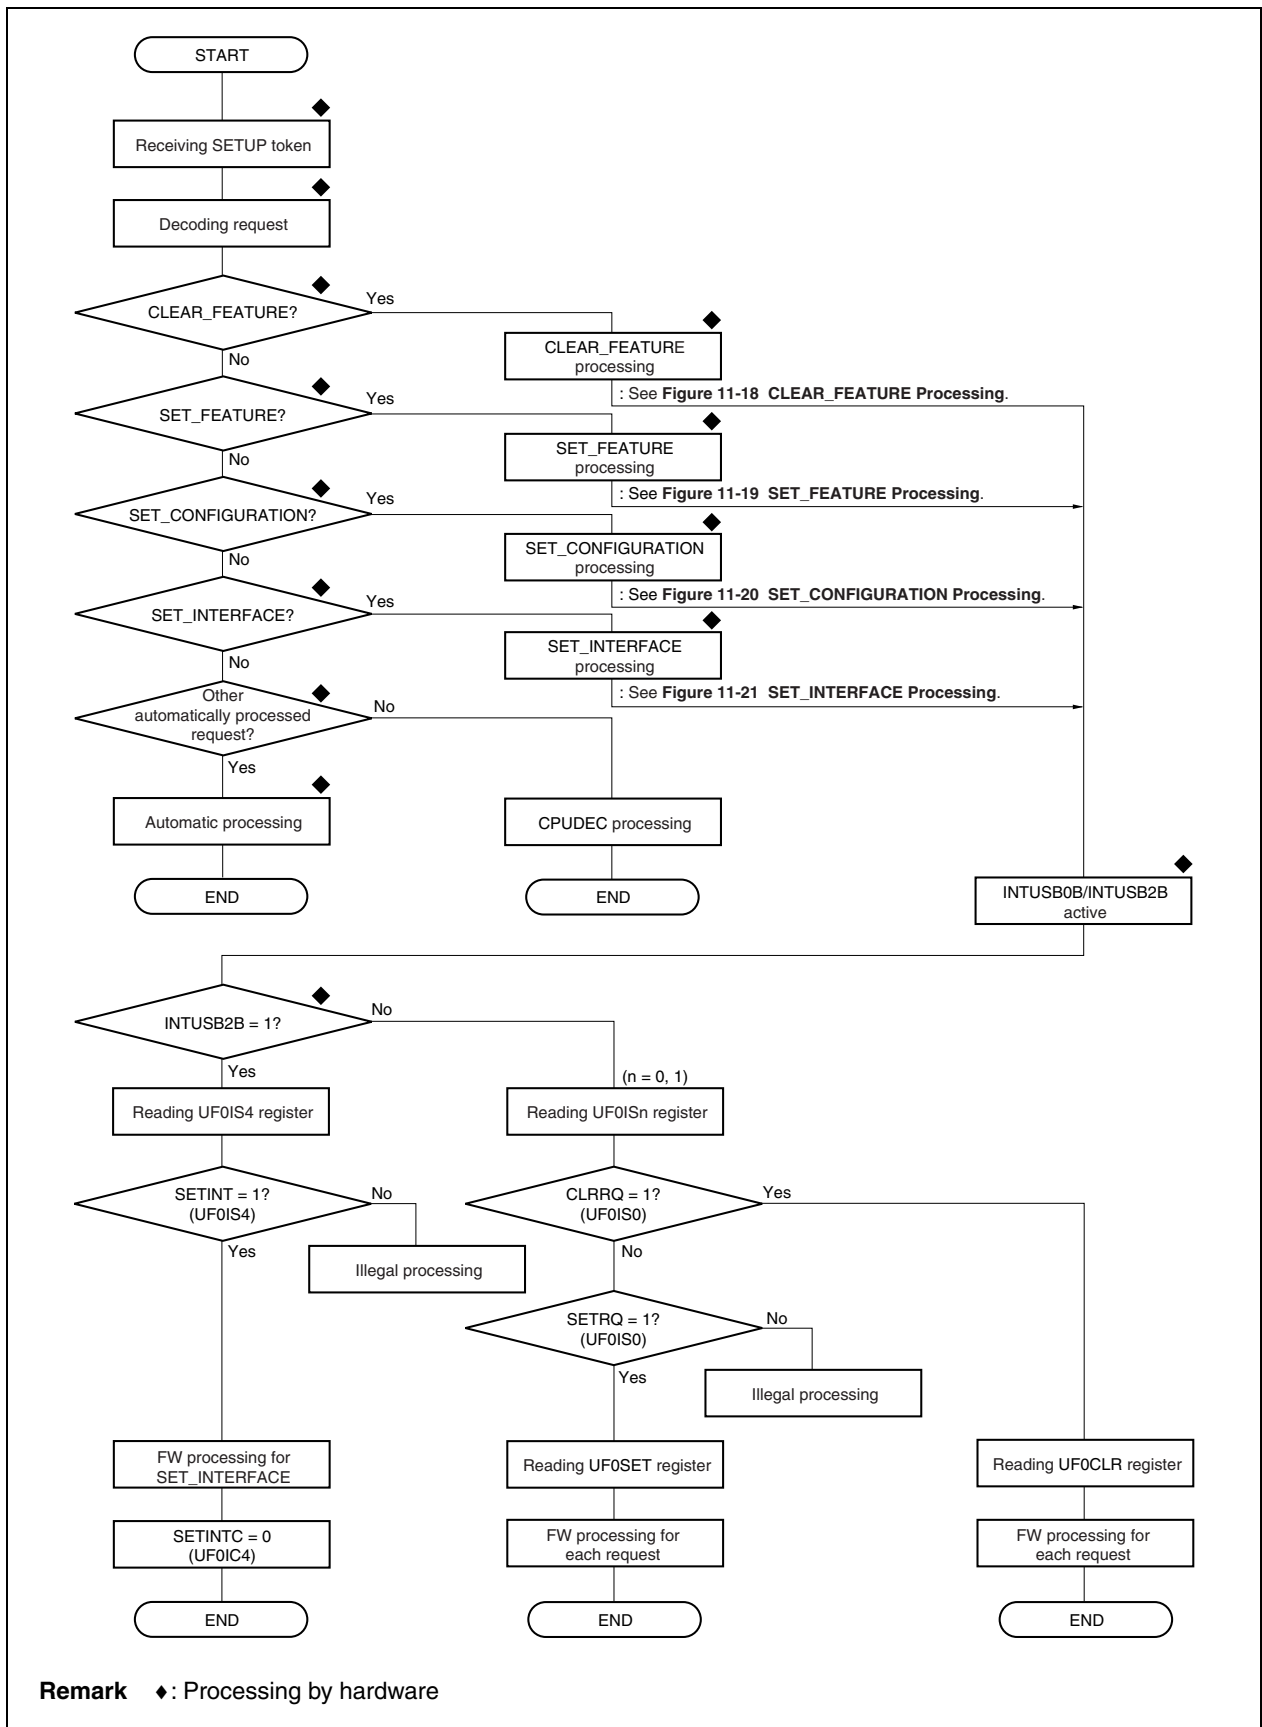 START
Receiving SETUP token
Decoding request
CLEAR_FEATURE?
Yes
No
CLEAR_FEATURE
processing
: See Figure 11-18 CLEAR_FEATURE Processing.
SET_FEATURE?
Yes
No
SET_FEATURE
processing
: See Figure 11-19 SET_FEATURE Processing.
SET_CONFIGURATION?
Yes
No
SET_CONFIGURATION
processing
: See Figure 11-20 SET_CONFIGURATION Processing.
SET_INTERFACE?
Yes
No
SET_INTERFACE
processing
: See Figure 11-21 SET_INTERFACE Processing.
Other
automatically processed
request?
No
Yes
Automatic processing
CPUDEC processing
END
END
INTUSB0B/INTUSB2B
active
INTUSB2B = 1?
No
Yes
(n = 0, 1)
Reading UF0IS4 register
Reading UF0ISn register
SETINT = 1?
(UF0IS4)
No
Yes
Illegal processing
CLRRQ = 1?
(UF0IS0)
Yes
No
SETRQ = 1?
(UF0IS0)
No
Yes
Illegal processing
FW processing for
SET_INTERFACE
Reading UF0SET register
Reading UF0CLR register
SETINTC = 0
(UF0IC4)
FW processing for
each request
FW processing for
each request
END
END
END
Remark ♦: Processing by hardware